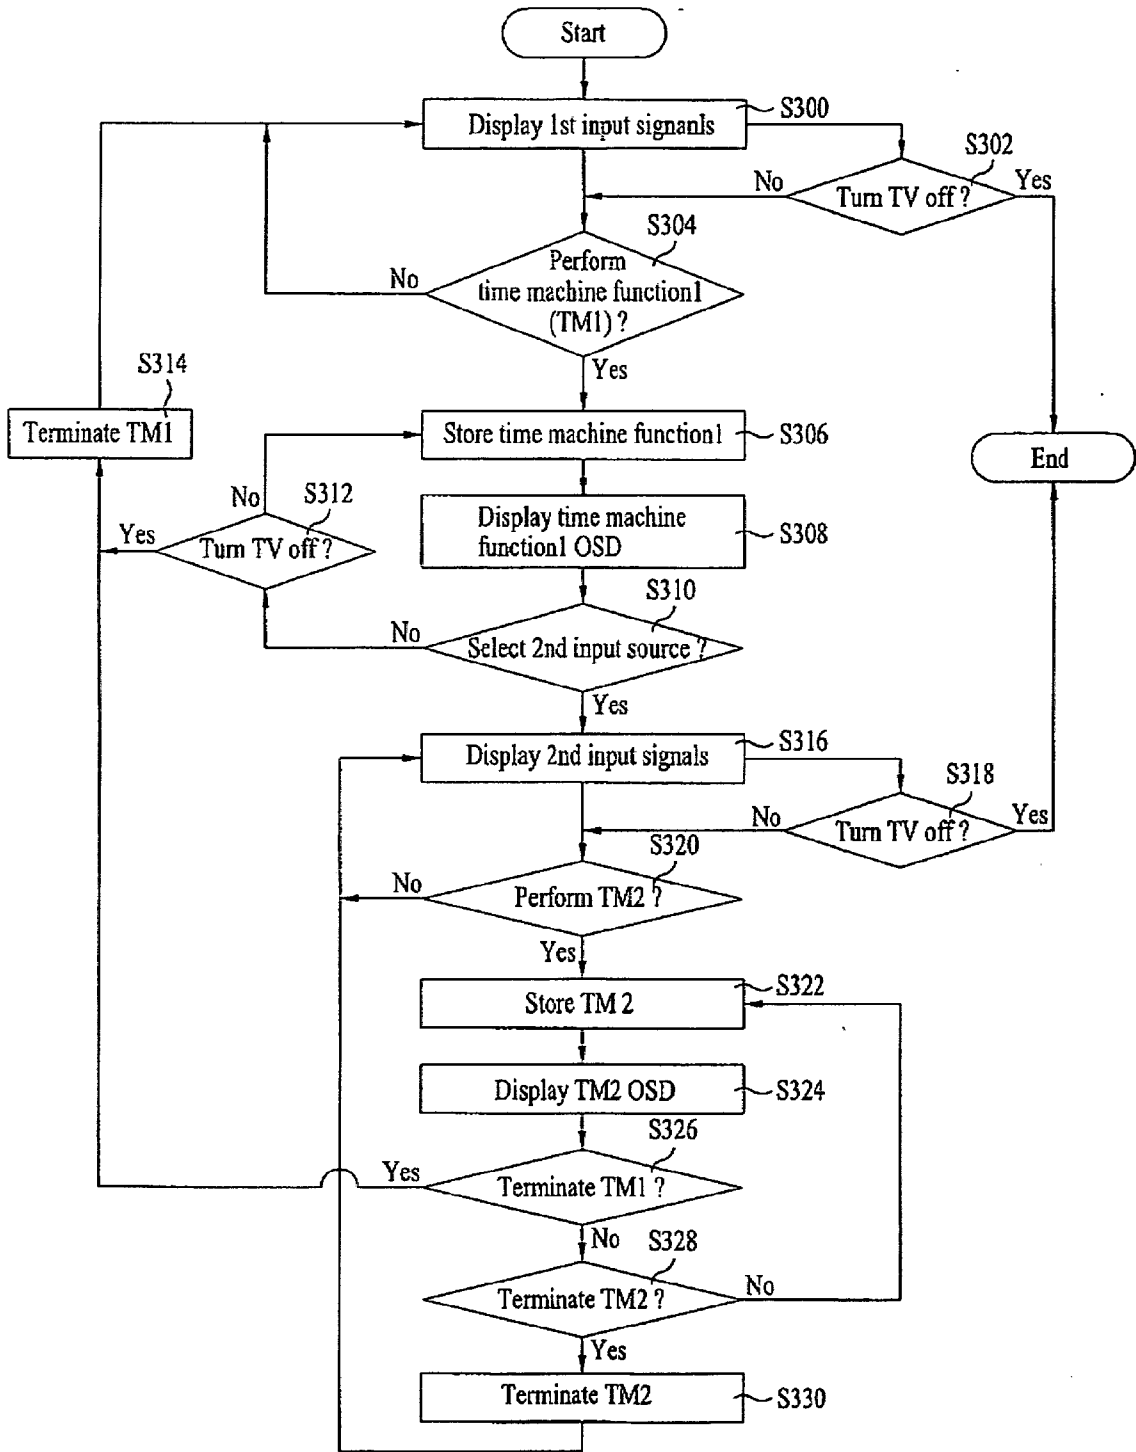 Start
Display 1st input signanls
S300
S302
Turn TV off ?
No
Yes
S304
Perform
time machine function1
(TM1) ?
No
Yes
S314
Terminate TM1
Store time machine function1
S306
End
No
S312
Yes
Turn TV off ?
Display time machine
function1 OSD
S308
S310
No
Select 2nd input source ?
Yes
Display 2nd input signals
S316
S318
No
Turn TV off ?
Yes
S320
No
Perform TM2 ?
Yes
S322
Store TM 2
Display TM2 OSD
S324
S326
Yes
Terminate TM1 ?
No
S328
Terminate TM2 ?
No
Yes
Terminate TM2
S330